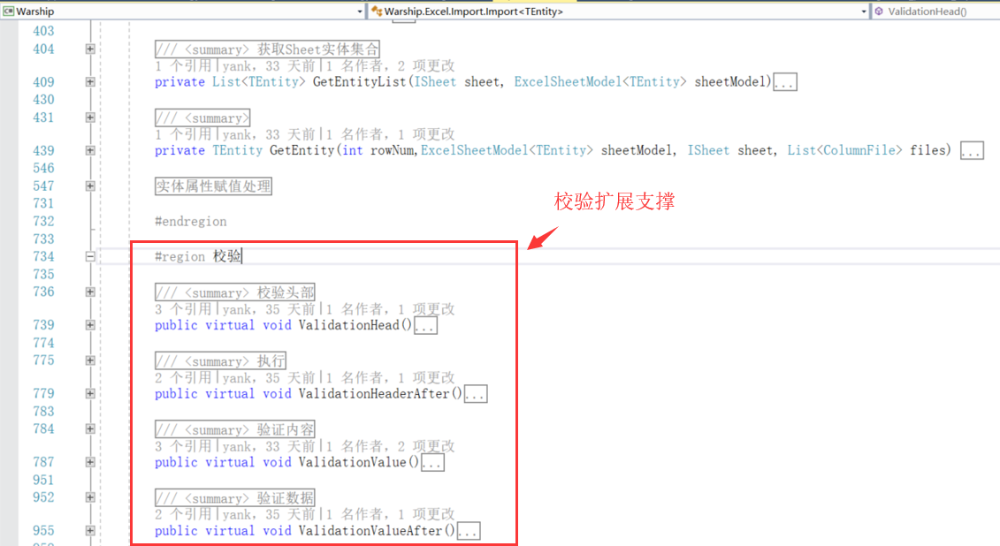 Warship
Warship.Excel.Import.Import<TEntity>
ValidationHead()
403
404 /// <summary> 获取Sheet实体集合
1 个引用|yank, 33 天前|1 名作者, 2 项更改
409 private List<TEntity> GetEntityList(ISheet sheet, ExcelSheetModel<TEntity> sheetModel)...
430
431 /// <summary>
1 个引用|yank, 33 天前|1 名作者, 1 项更改
439 private TEntity GetEntity(int rowNum,ExcelSheetModel<TEntity> sheetModel, ISheet sheet, List<ColumnFile> files) ...
546
547 实体属性赋值处理
731
校验扩展支撑
732 #endregion
733
734 #region 校验
735
736 /// <summary> 校验头部
3 个引用|yank, 35 天前|1 名作者, 1 项更改
739 public virtual void ValidationHead()...
774
775 /// <summary> 执行
2 个引用|yank, 35 天前|1 名作者, 1 项更改
779 public virtual void ValidationHeaderAfter()...
783
784 /// <summary> 验证内容
3 个引用|yank, 33 天前|1 名作者, 2 项更改
787 public virtual void ValidationValue()...
951
952 /// <summary> 验证数据
2 个引用|yank, 35 天前|1 名作者, 1 项更改
955 public virtual void ValidationValueAfter()...